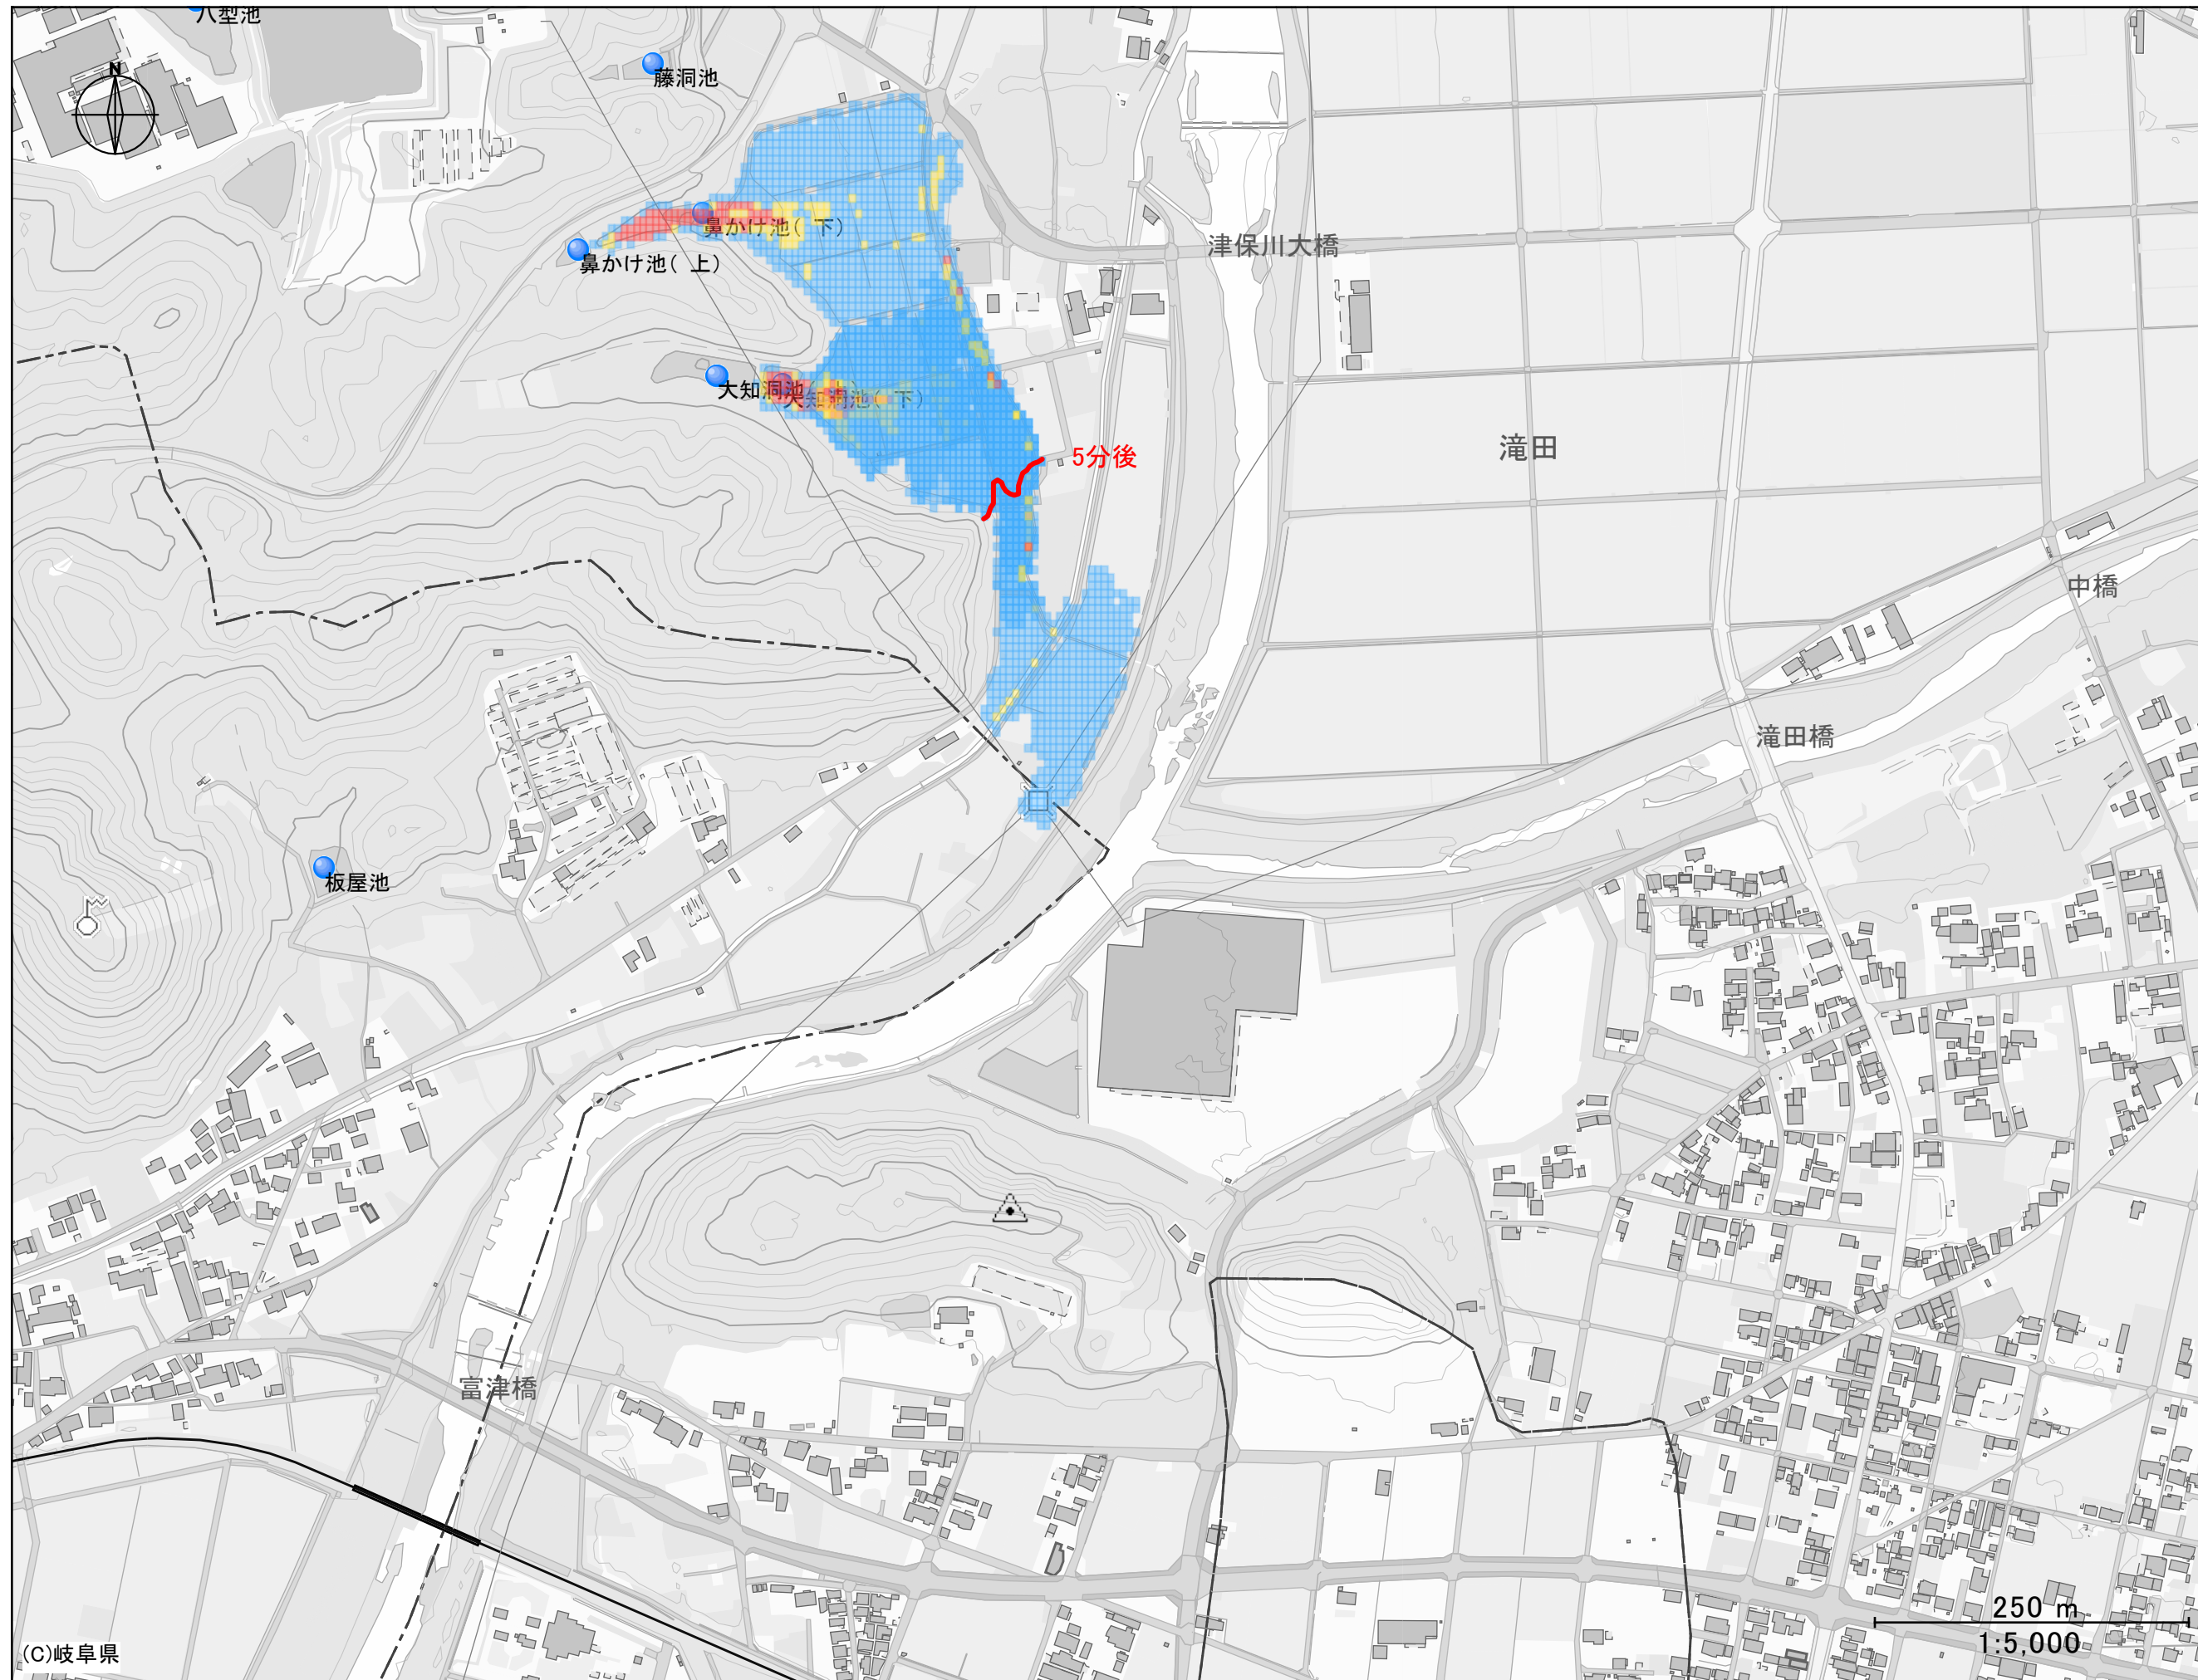 八型池
N
藤洞池
鼻かけ池( 下)
津保川大橋
鼻かけ池( 上)
大知洞池
大知洞池( 下)
5分後
滝田
中橋
滝田橋
板屋池
富津橋
250 m
1:5,000
(C)岐阜県